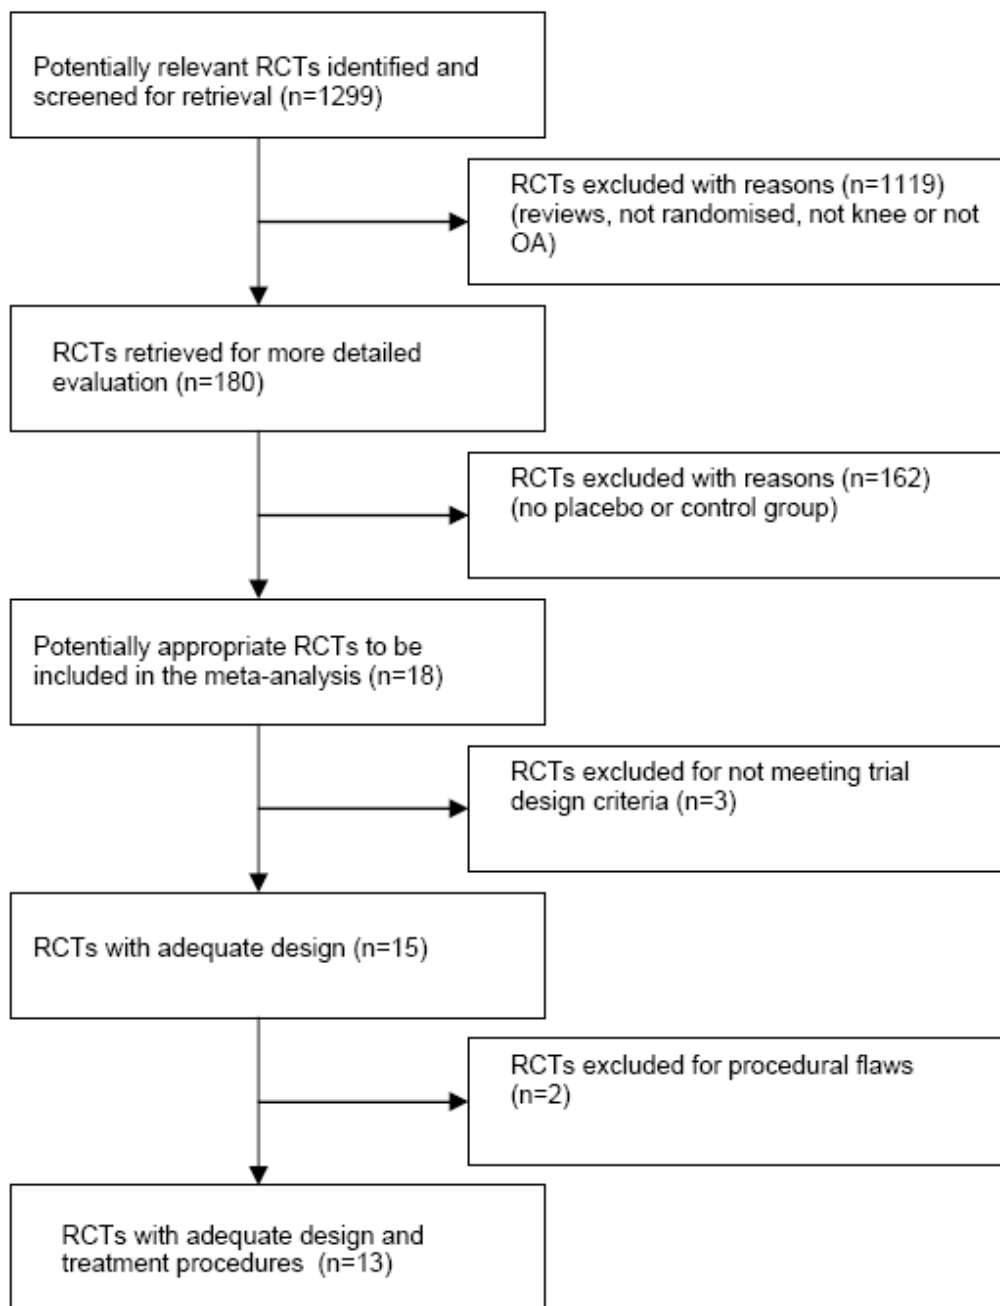 Potentially relevant RCTs identified and
screened for retrieval (n=1299)
RCTs excluded with reasons (n=1119)
(reviews, not randomised, not knee or not
OA)
RCTs retrieved for more detailed
evaluation (n=180)
RCTs excluded with reasons (n=162)
(no placebo or control group)
Potentially appropriate RCTs to be
included in the meta-analysis (n=18)
RCTs excluded for not meeting trial
design criteria (n=3)
RCTs with adequate design (n=15)
RCTs excluded for procedural flaws
(n=2)
RCTs with adequate design and
treatment procedures  (n=13)